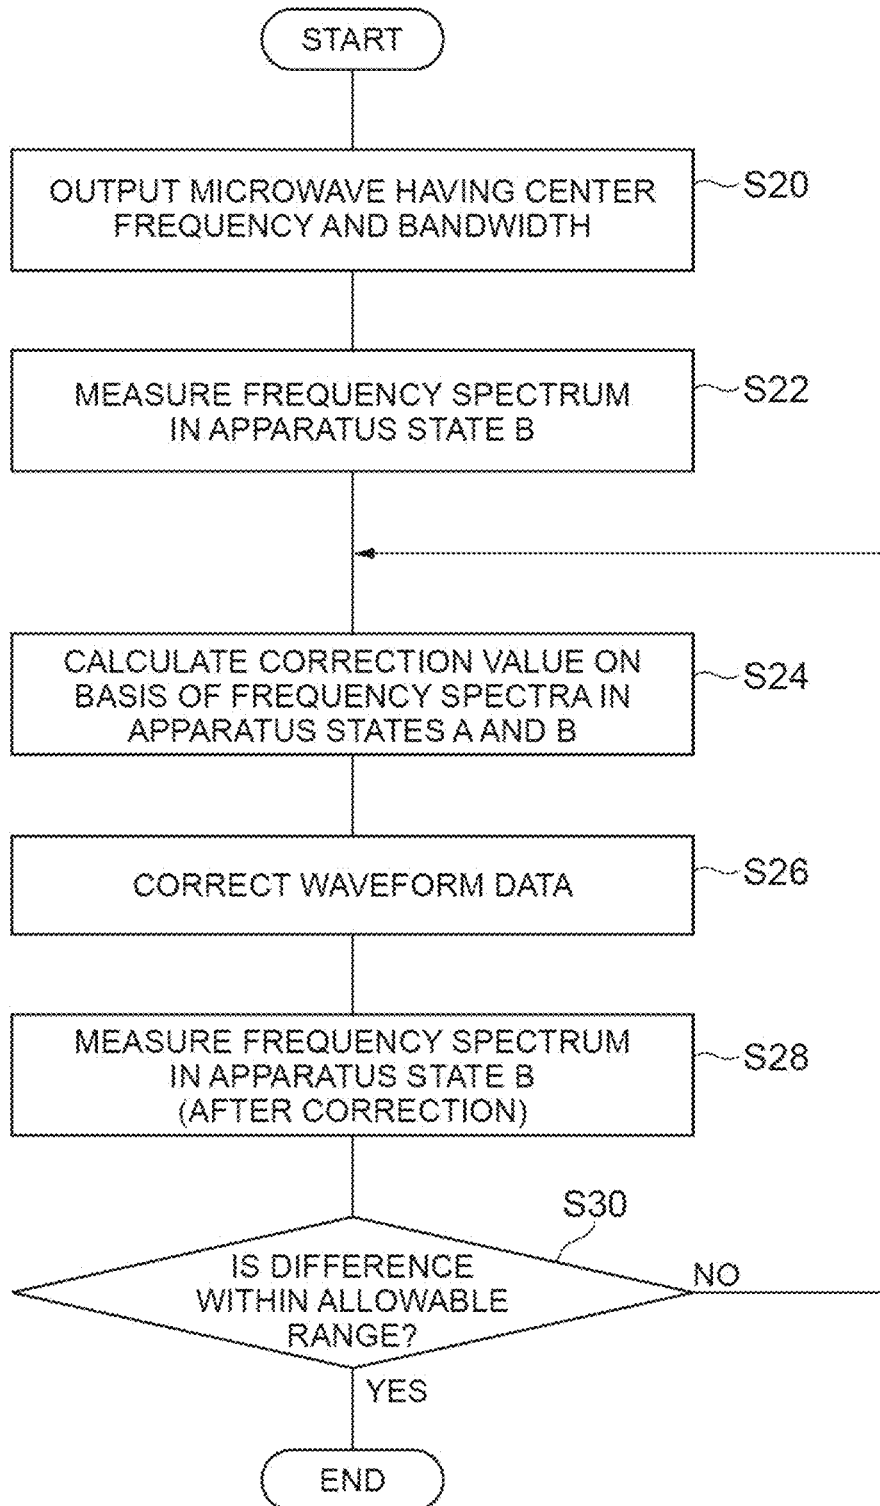 START
OUTPUT MICROWAVE HAVING CENTER
FREQUENCY AND BANDWIDTH
S20
MEASURE FREQUENCY SPECTRUM
IN APPARATUS STATE B
S22
CALCULATE CORRECTION VALUE ON
BASIS OF FREQUENCY SPECTRA IN
APPARATUS STATES A AND B
S24
CORRECT WAVEFORM DATA
S26
MEASURE FREQUENCY SPECTRUM
IN APPARATUS STATE B
(AFTER CORRECTION)
S28
S30
IS DIFFERENCE
WITHIN ALLOWABLE
RANGE?
NO
YES
END